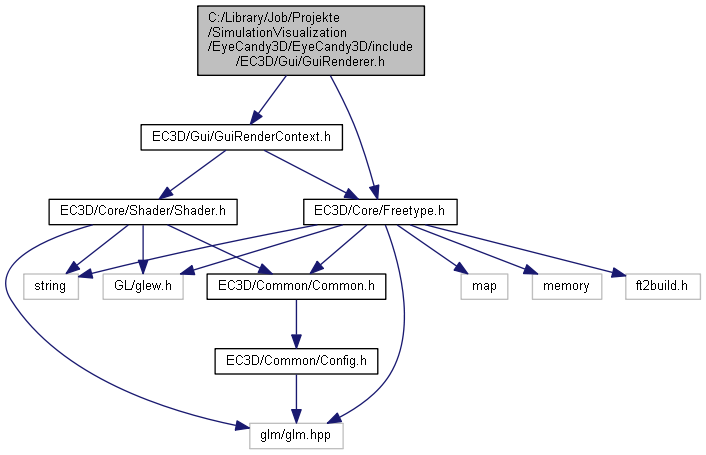 C:/Library/Job/Projekte
/SimulationVisualization
/EyeCandy3D/EyeCandy3D/include
/EC3D/Gui/GuiRenderer.h
EC3D/Gui/GuiRenderContext.h
EC3D/Core/Shader/Shader.h
EC3D/Core/Freetype.h
string
GL/glew.h
EC3D/Common/Common.h
map
memory
ft2build.h
EC3D/Common/Config.h
glm/glm.hpp